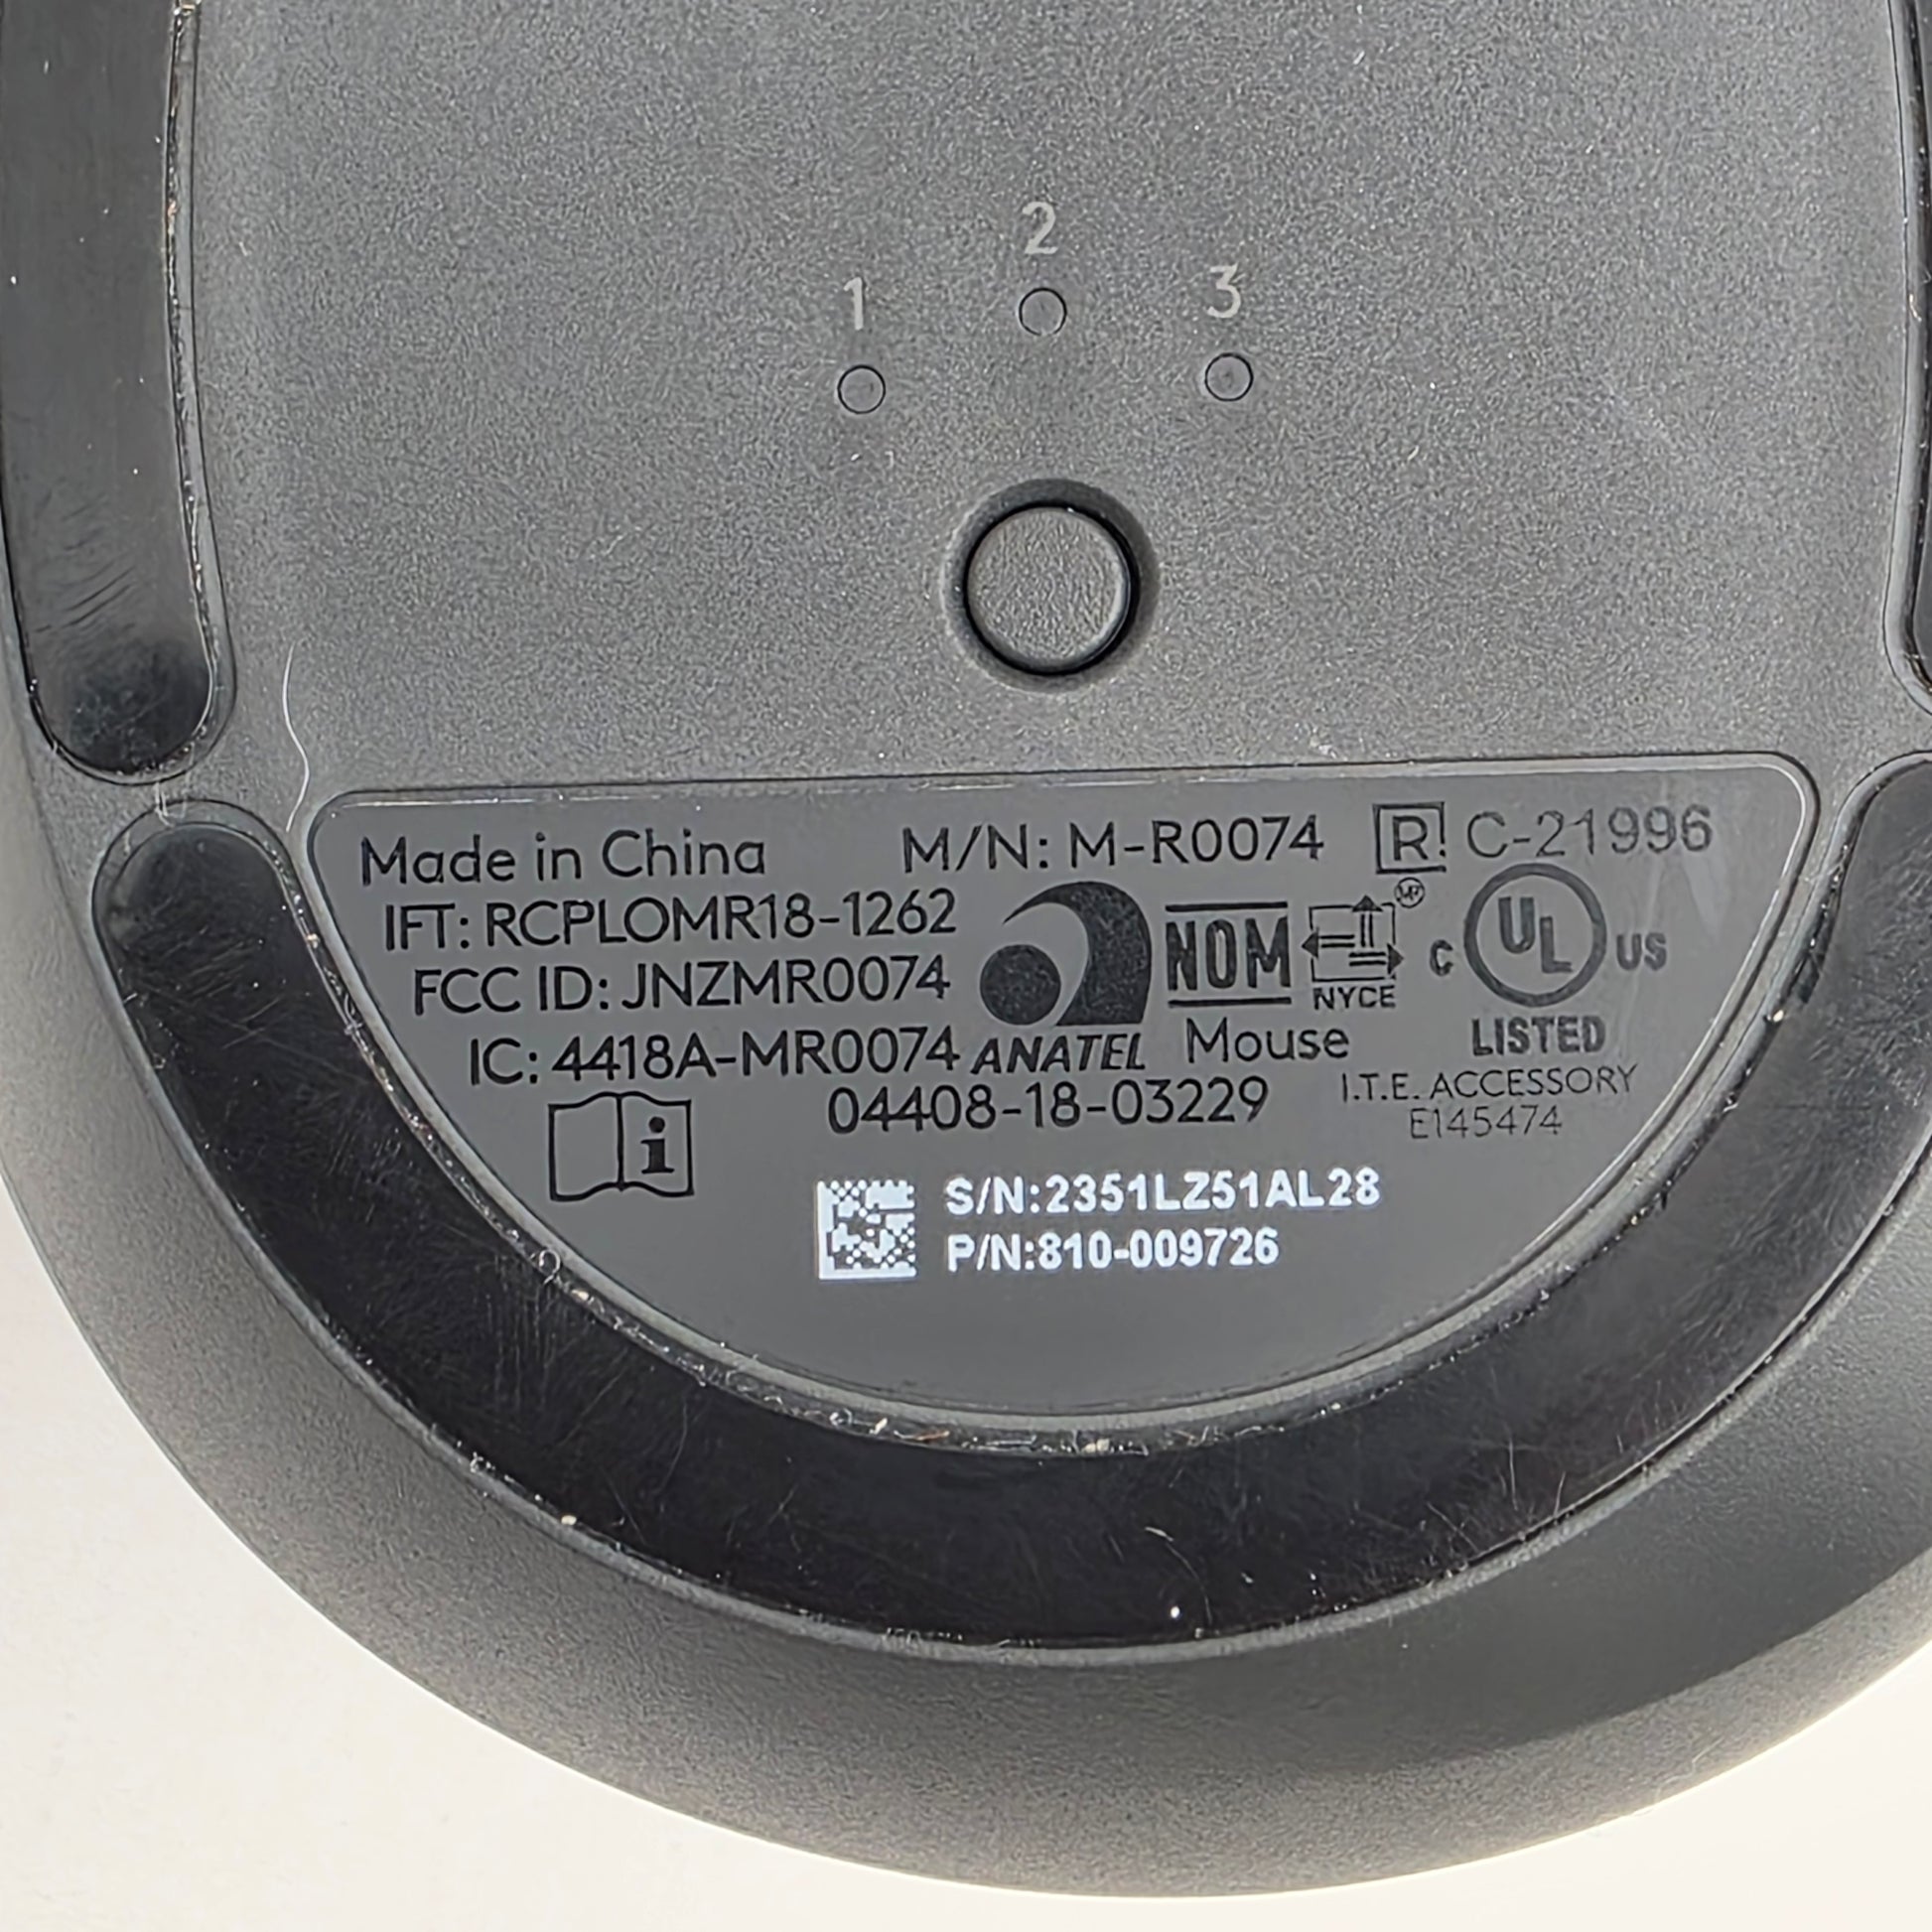 2
1 3
Made in China M/N: M-R0074 R C-21996
IFT: RCPLOMR18-1262
FCC ID: JNZMR0074
IC: 4418A-MR0074
ANATEL
04408-18-03229
NOM
NYCE
Mouse
C UL US
LISTED
I.T.E. ACCESSORY
E145474
i
S/N:2351LZ51AL28
P/N:810-009726